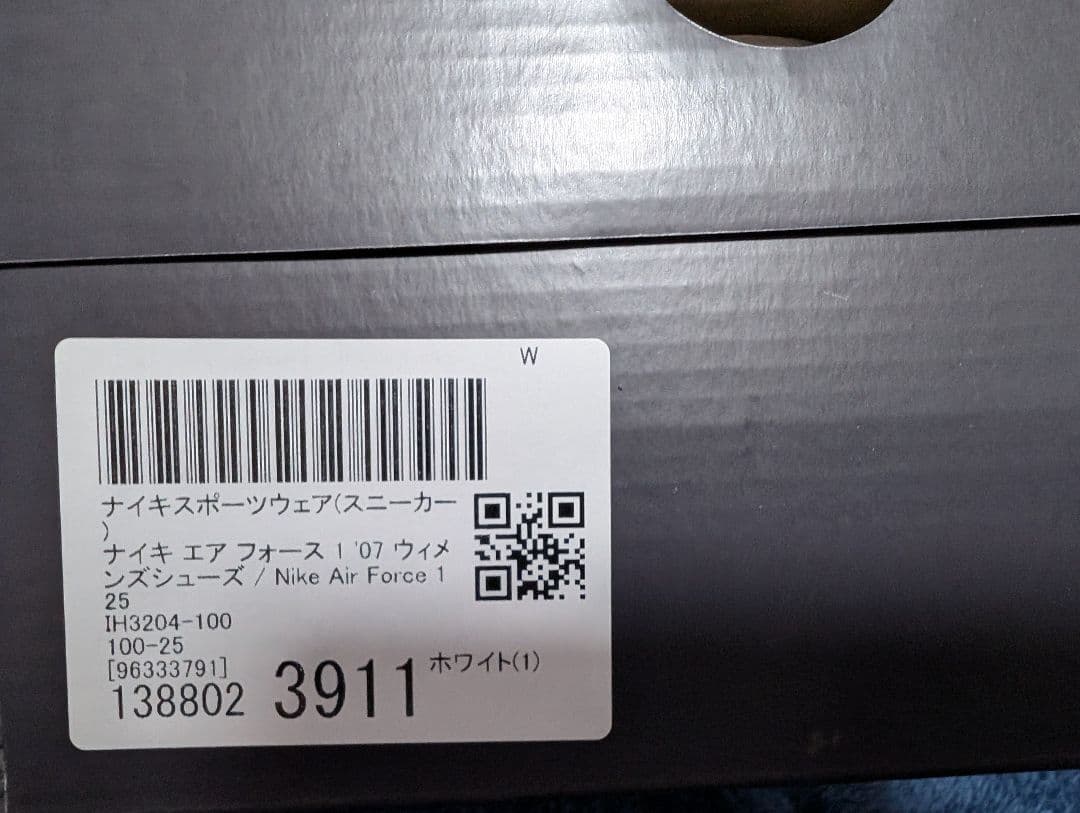 W
ナイキスポーツウェア(スニーカー
)
ナイキ エア フォース 1 '07 ウィメ
ンズシューズ / Nike Air Force 1
25
IH3204-100
100-25
[96333791]
138802 3911 ホワイト(1)